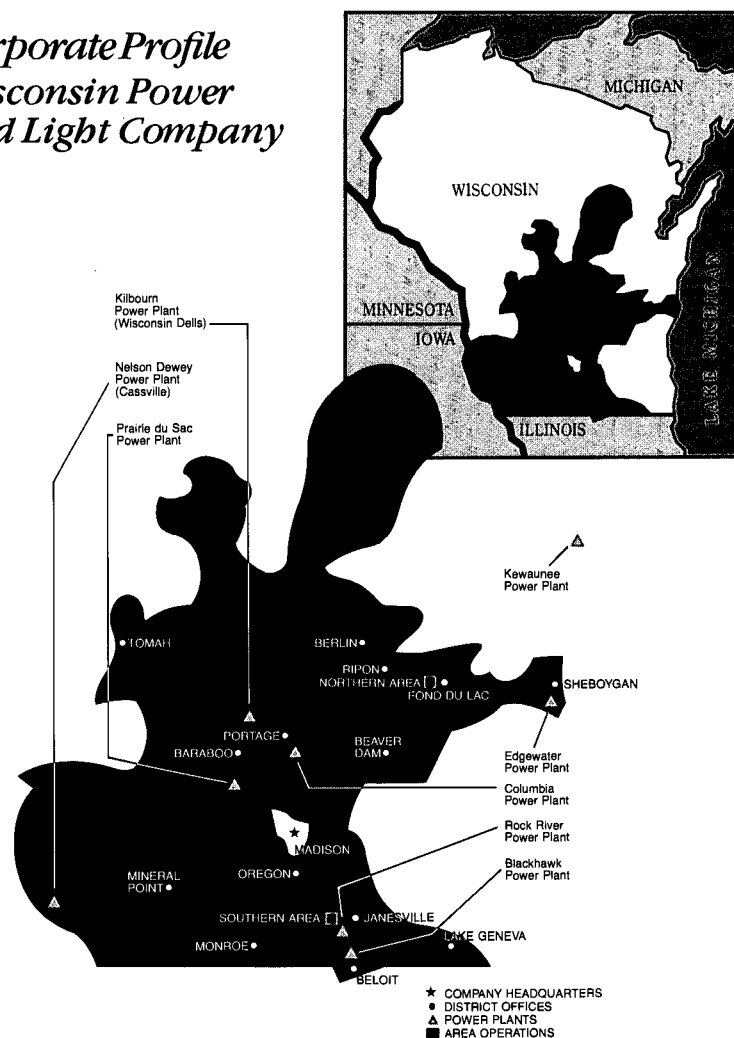 rporate Profile
sconsin Power
d Light Company
MICHIGAN
WISCONSIN
MINNESOTA
IOWA
ILLINOIS
LAKE MICHIGAN
Kilbourn
Power Plant
(Wisconsin Dells)
Nelson Dewey
Power Plant
(Cassville)
Prairie du Sac
Power Plant
Kewaunee
Power Plant
TOMAH
BERLIN
RIPON
NORTHERN AREA
FOND DU LAC
SHEBOYGAN
PORTAGE
BARABOO
BEAVER
DAM
Edgewater
Power Plant
Columbia
Power Plant
Rock River
Power Plant
Blackhawk
Power Plant
MADISON
OREGON
MINERAL
POINT
SOUTHERN AREA
JANESVILLE
LAKE GENEVA
MONROE
BELOIT
COMPANY HEADQUARTERS
DISTRICT OFFICES
POWER PLANTS
AREA OPERATIONS